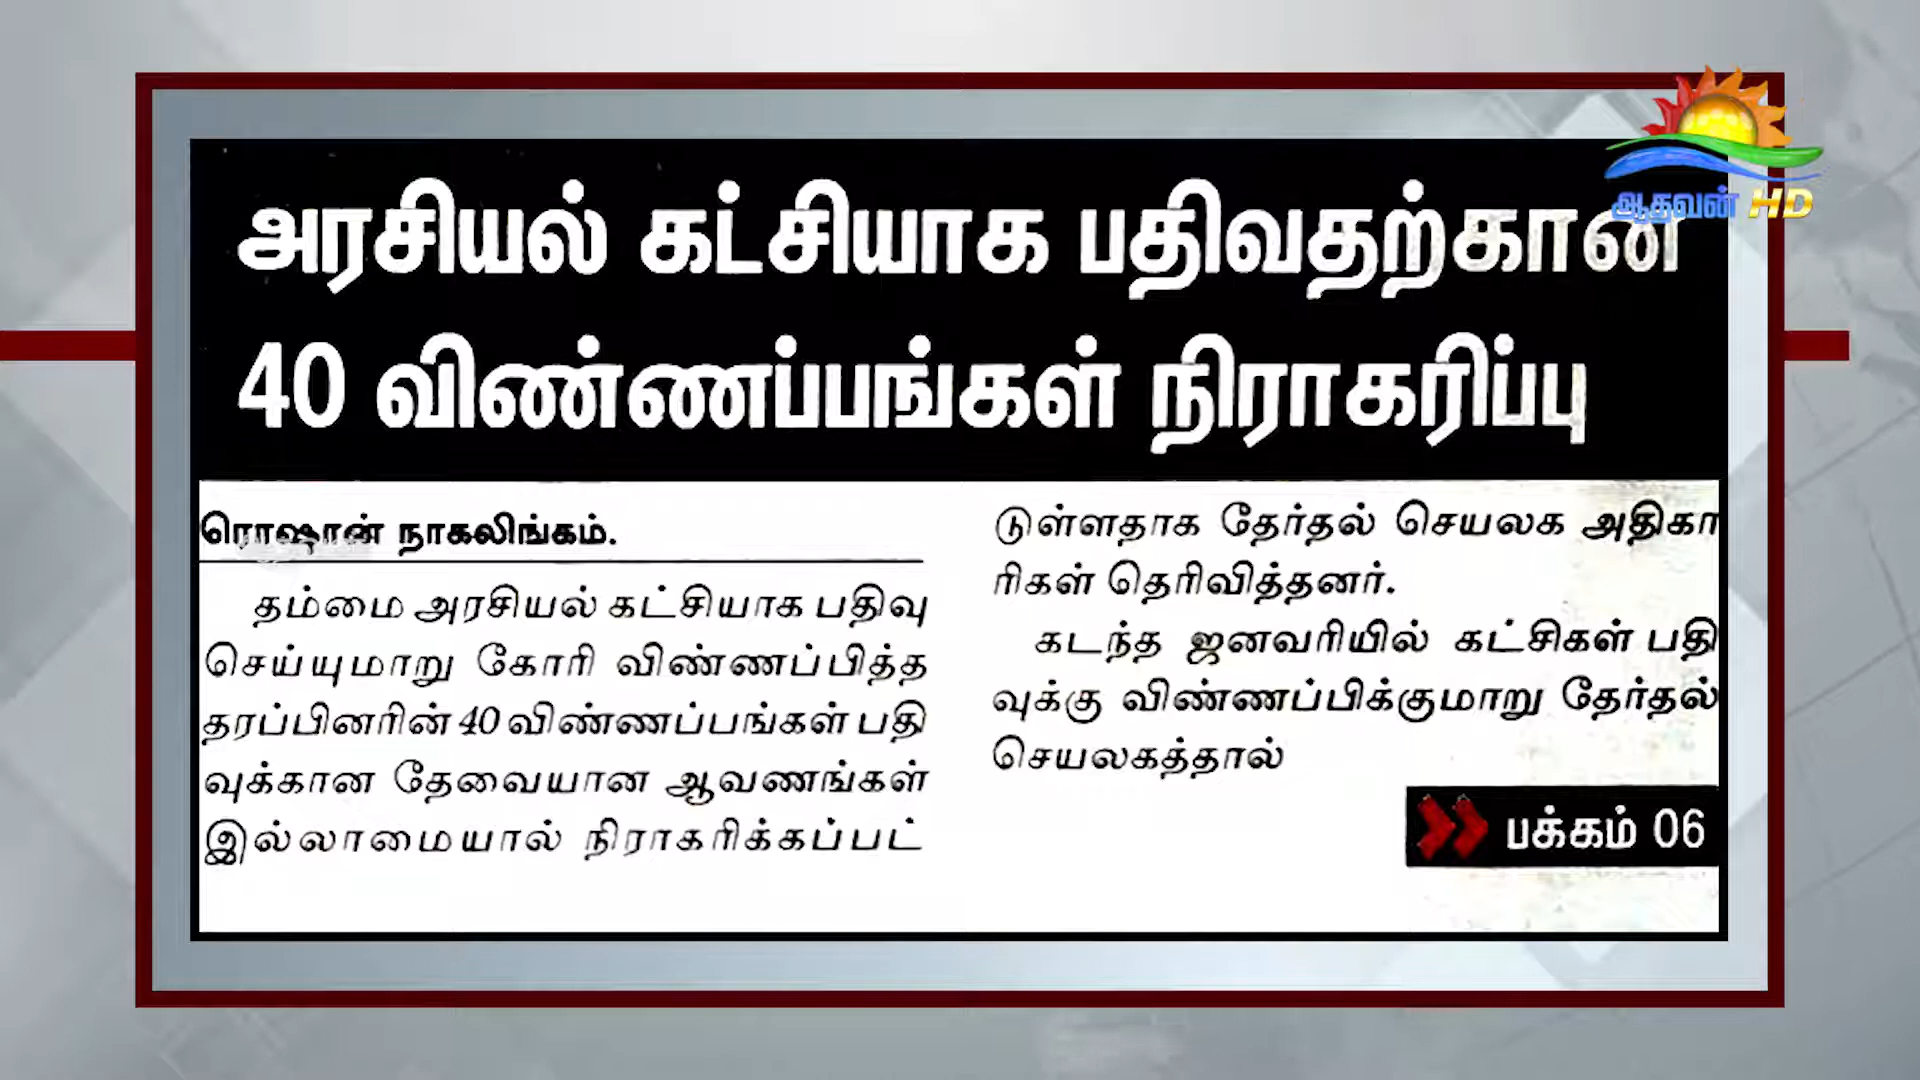 ஆதவன் HD
அரசியல் கட்சியாக பதிவதற்கான
40 விண்ணப்பங்கள் நிராகரிப்பு
ரொஷான் நாகலிங்கம்.
தம்மை அரசியல் கட்சியாக பதிவு
செய்யுமாறு கோரி விண்ணப்பித்த
தரப்பினரின் 40 விண்ணப்பங்கள் பதி
வுக்கான தேவையான ஆவணங்கள்
இல்லாமையால் நிராகரிக்கப்பட்
டுள்ளதாக தேர்தல் செயலக அதிகா
ரிகள் தெரிவித்தனர்.
கடந்த ஜனவரியில் கட்சிகள் பதி
வுக்கு விண்ணப்பிக்குமாறு தேர்தல்
செயலகத்தால்
பக்கம் 06